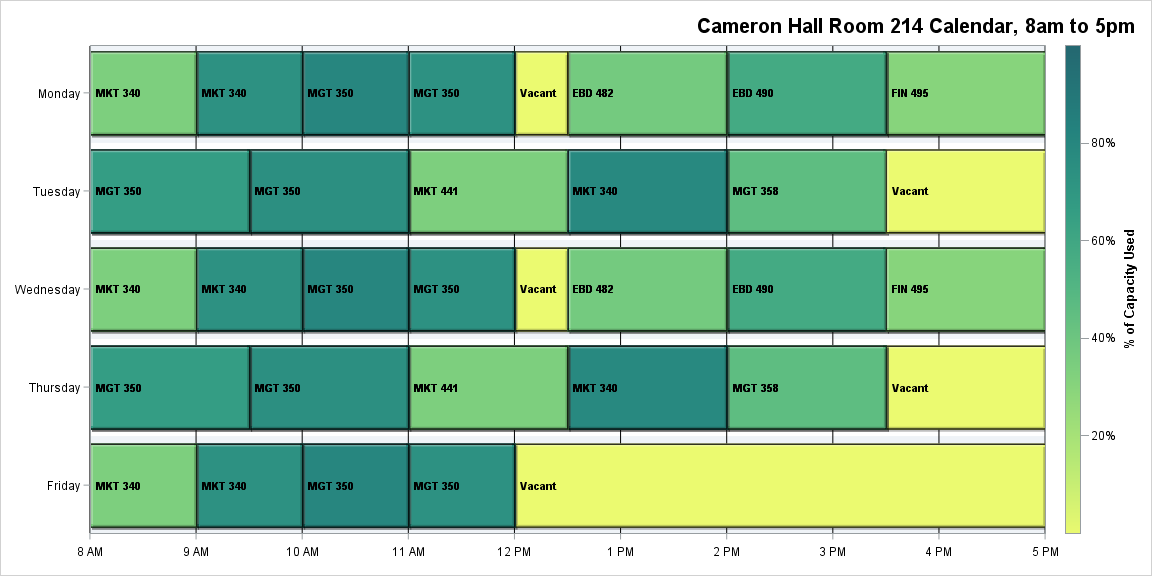 Cameron Hall Room 214 Calendar, 8am to 5pm
Monday
MKT 340
MKT 340
MGT 350
MGT 350
Vacant
EBD 482
EBD 490
FIN 495
Tuesday
MGT 350
MGT 350
MKT 441
MKT 340
MGT 358
Vacant
Wednesday
MKT 340
MKT 340
MGT 350
MGT 350
Vacant
EBD 482
EBD 490
FIN 495
Thursday
MGT 350
MGT 350
MKT 441
MKT 340
MGT 358
Vacant
Friday
MKT 340
MKT 340
MGT 350
MGT 350
Vacant
8 AM
9 AM
10 AM
11 AM
12 PM
1 PM
2 PM
3 PM
4 PM
5 PM
80%
60%
40%
20%
% of Capacity Used